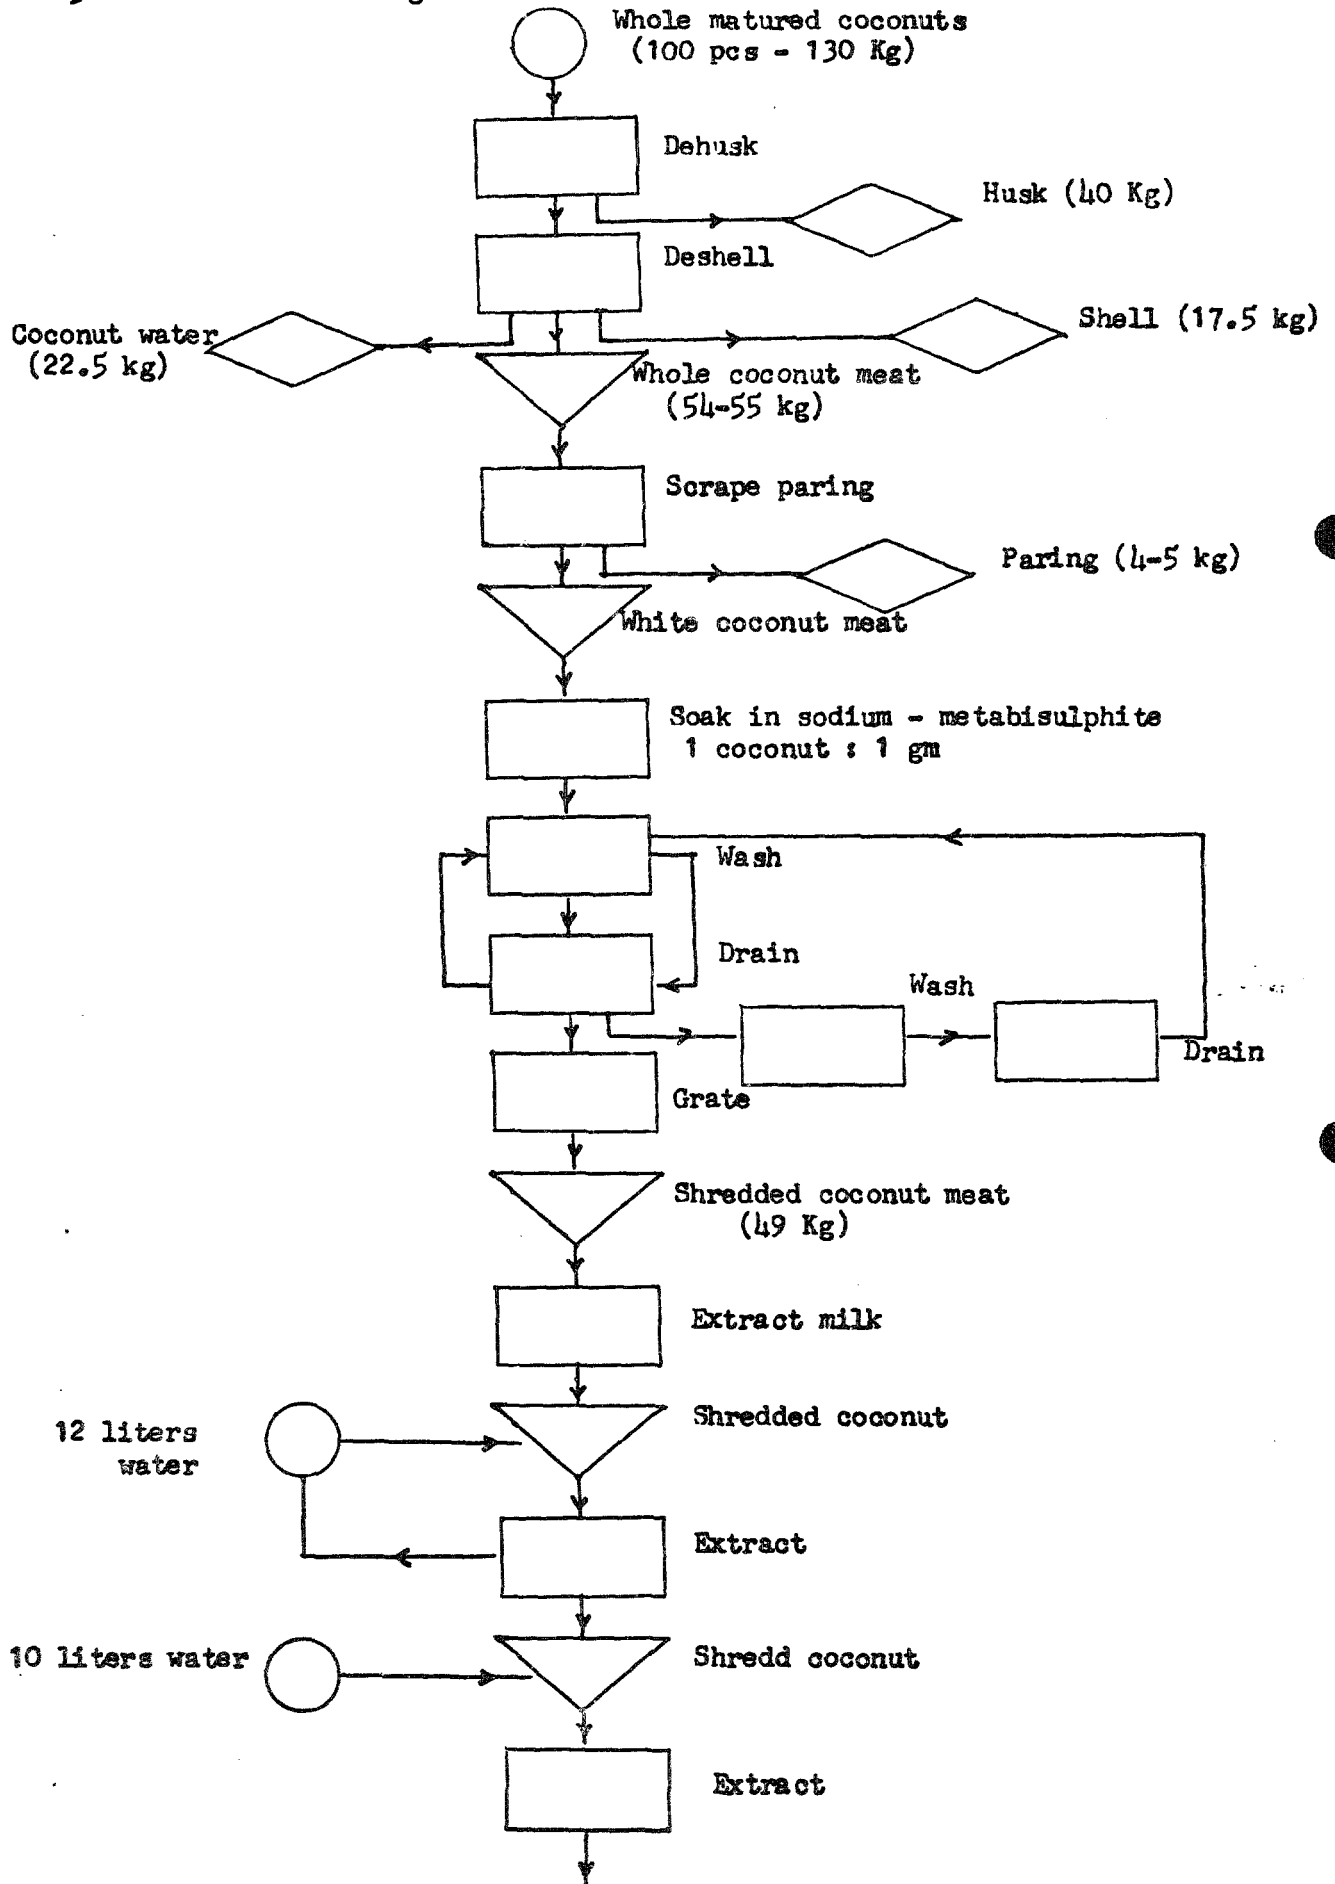 Whole matured coconuts
(100 pcs - 130 Kg)
Dehusk
Husk (40 Kg)
Deshell
Coconut water
(22.5 kg)
Shell (17.5 kg)
Whole coconut meat
(54-55 kg)
Scrape paring
Paring (4-5 kg)
White coconut meat
Soak in sodium - metabisulphite
1 coconut : 1 gm
Wash
Drain
Wash
Drain
Grate
Shredded coconut meat
(49 Kg)
Extract milk
Shredded coconut
12 liters
water
Extract
10 liters water
Shredd coconut
Extract